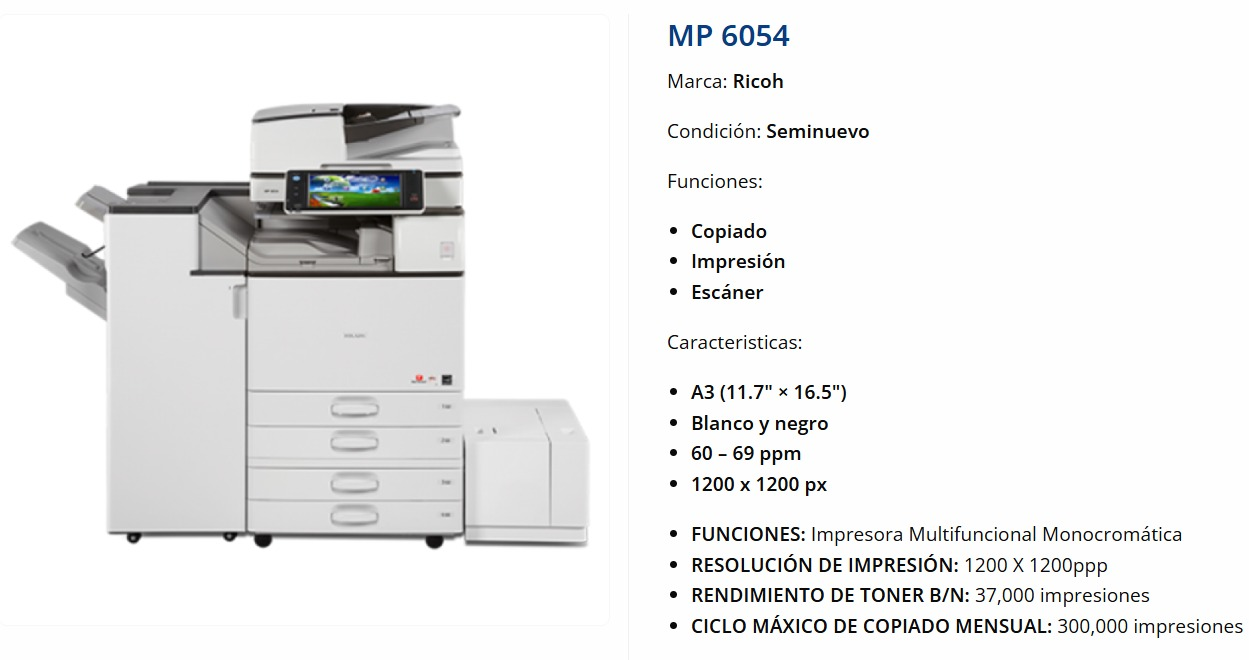 MP 6054
Marca: Ricoh
Condición: Seminuevo
Funciones:
Copiado
Impresión
Escáner
Caracteristicas:
A3 (11.7" × 16.5")
Blanco y negro
60 – 69 ppm
1200 x 1200 px
FUNCIONES: Impresora Multifuncional Monocromática
RESOLUCIÓN DE IMPRESIÓN: 1200 X 1200ppp
RENDIMIENTO DE TONER B/N: 37,000 impresiones
CICLO MÁXICO DE COPIADO MENSUAL: 300,000 impresiones